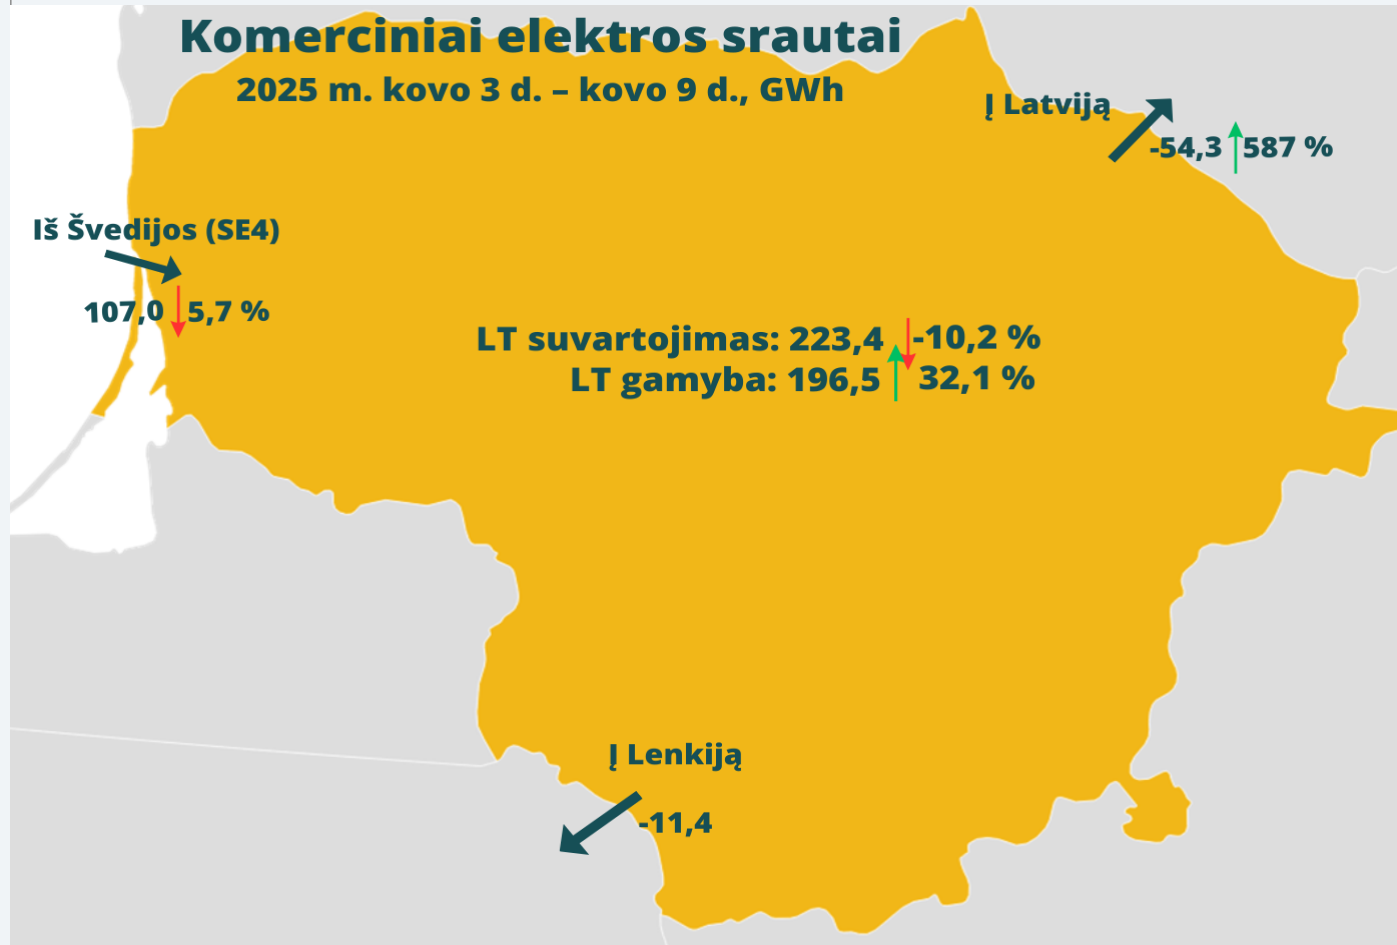 Komerciniai elektros srautai
2025 m. kovo 3 d. – kovo 9 d., GWh
Į Latviją
-54,3 587 %
Iš Švedijos (SE4)
107,0 5,7 %
LT suvartojimas: 223,4 -10,2 %
LT gamyba: 196,5 32,1 %
Į Lenkiją
-11,4